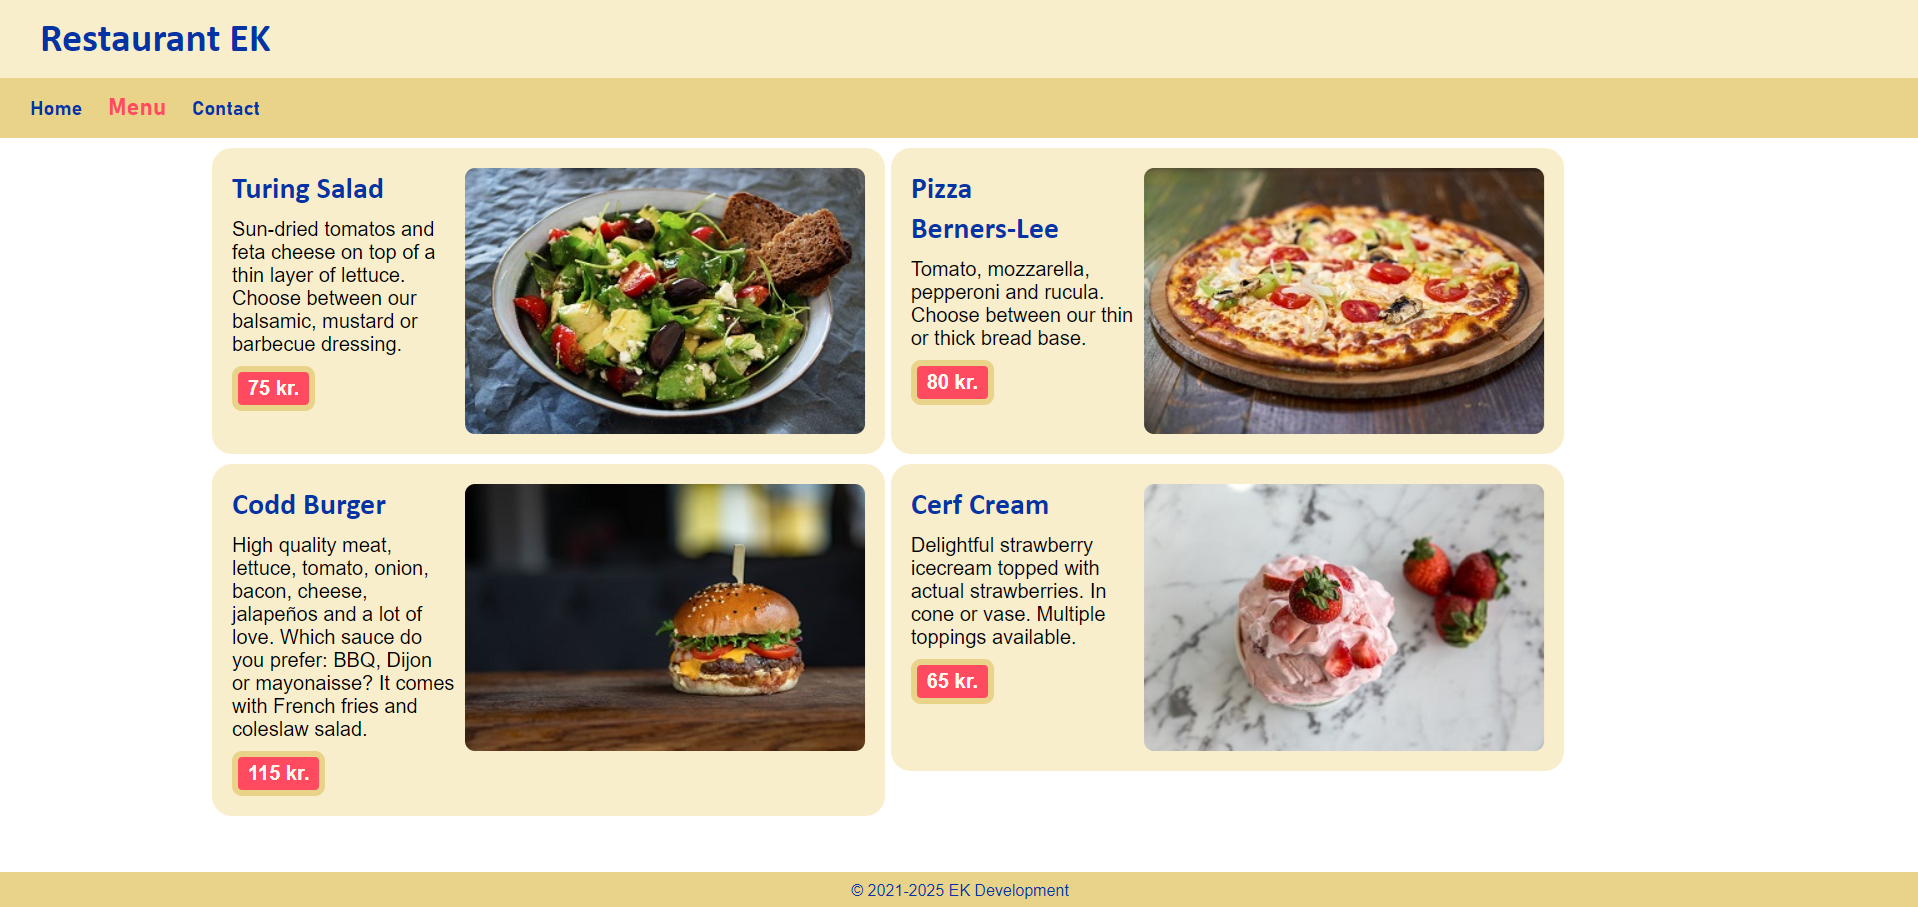 Restaurant EK
Home Menu Contact
Turing Salad
Sun-dried tomatos and
feta cheese on top of a
thin layer of lettuce.
Choose between our
balsamic, mustard or
barbecue dressing.
75 kr.
Pizza
Berners-Lee
Tomato, mozzarella,
pepperoni and rucula.
Choose between our thin
or thick bread base.
80 kr.
Codd Burger
High quality meat,
lettuce, tomato, onion,
bacon, cheese,
jalapeños and a lot of
love. Which sauce do
you prefer: BBQ, Dijon
or mayonaisse? It comes
with French fries and
coleslaw salad.
115 kr.
Cerf Cream
Delightful strawberry
icecream topped with
actual strawberries. In
cone or vase. Multiple
toppings available.
65 kr.
© 2021-2025 EK Development